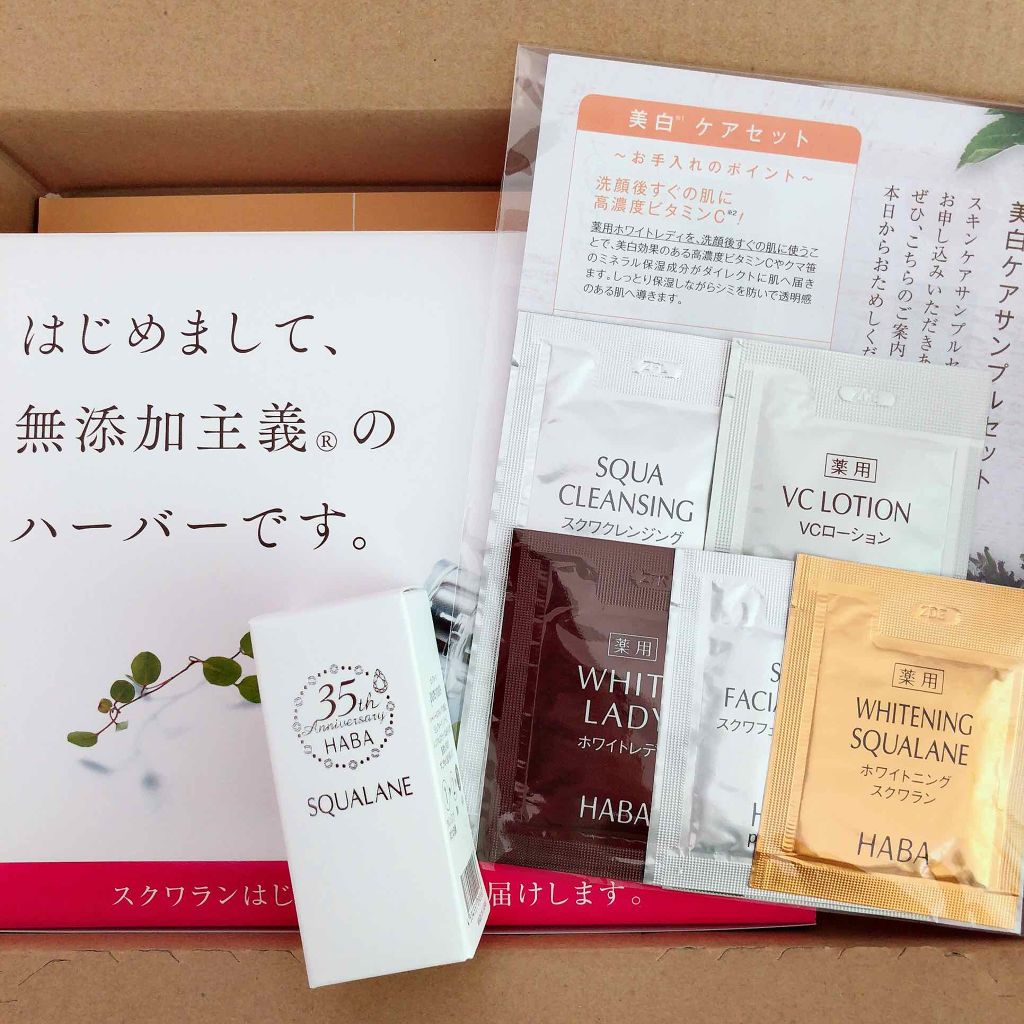 はじめまして、
無添加主義®の
ハーバーです。
スクワランはじ
届けします。
35th
Anniversary
HABA
SQUALANE
美白※1 ケアセット
～お手入れのポイント～
洗顔後すぐの肌に
高濃度ビタミンC※2！
薬用ホワイトレディを、洗顔後すぐの肌に使うこ
とで、美白効果のある高濃度ビタミンCやクマ笹
のミネラル保湿成分がダイレクトに肌へ届き
ます。しっとり保湿しながらシミを防いで透明感
のある肌へ導きます。
美白ケアサンプルセット
スキンケアサンプルセ
お申し込みいただきあ
ぜひ、こちらのご案内
本日からおためしくだ
SQUA
CLEANSING
スクワクレンジング
薬用
VC LOTION
VCローション
薬用
WHIT
LADY
ホワイトレデ
HABA
S
FACIA
スクワフェ
H
p
薬用
WHITENING
SQUALANE
ホワイトニング
スクワラン
HABA